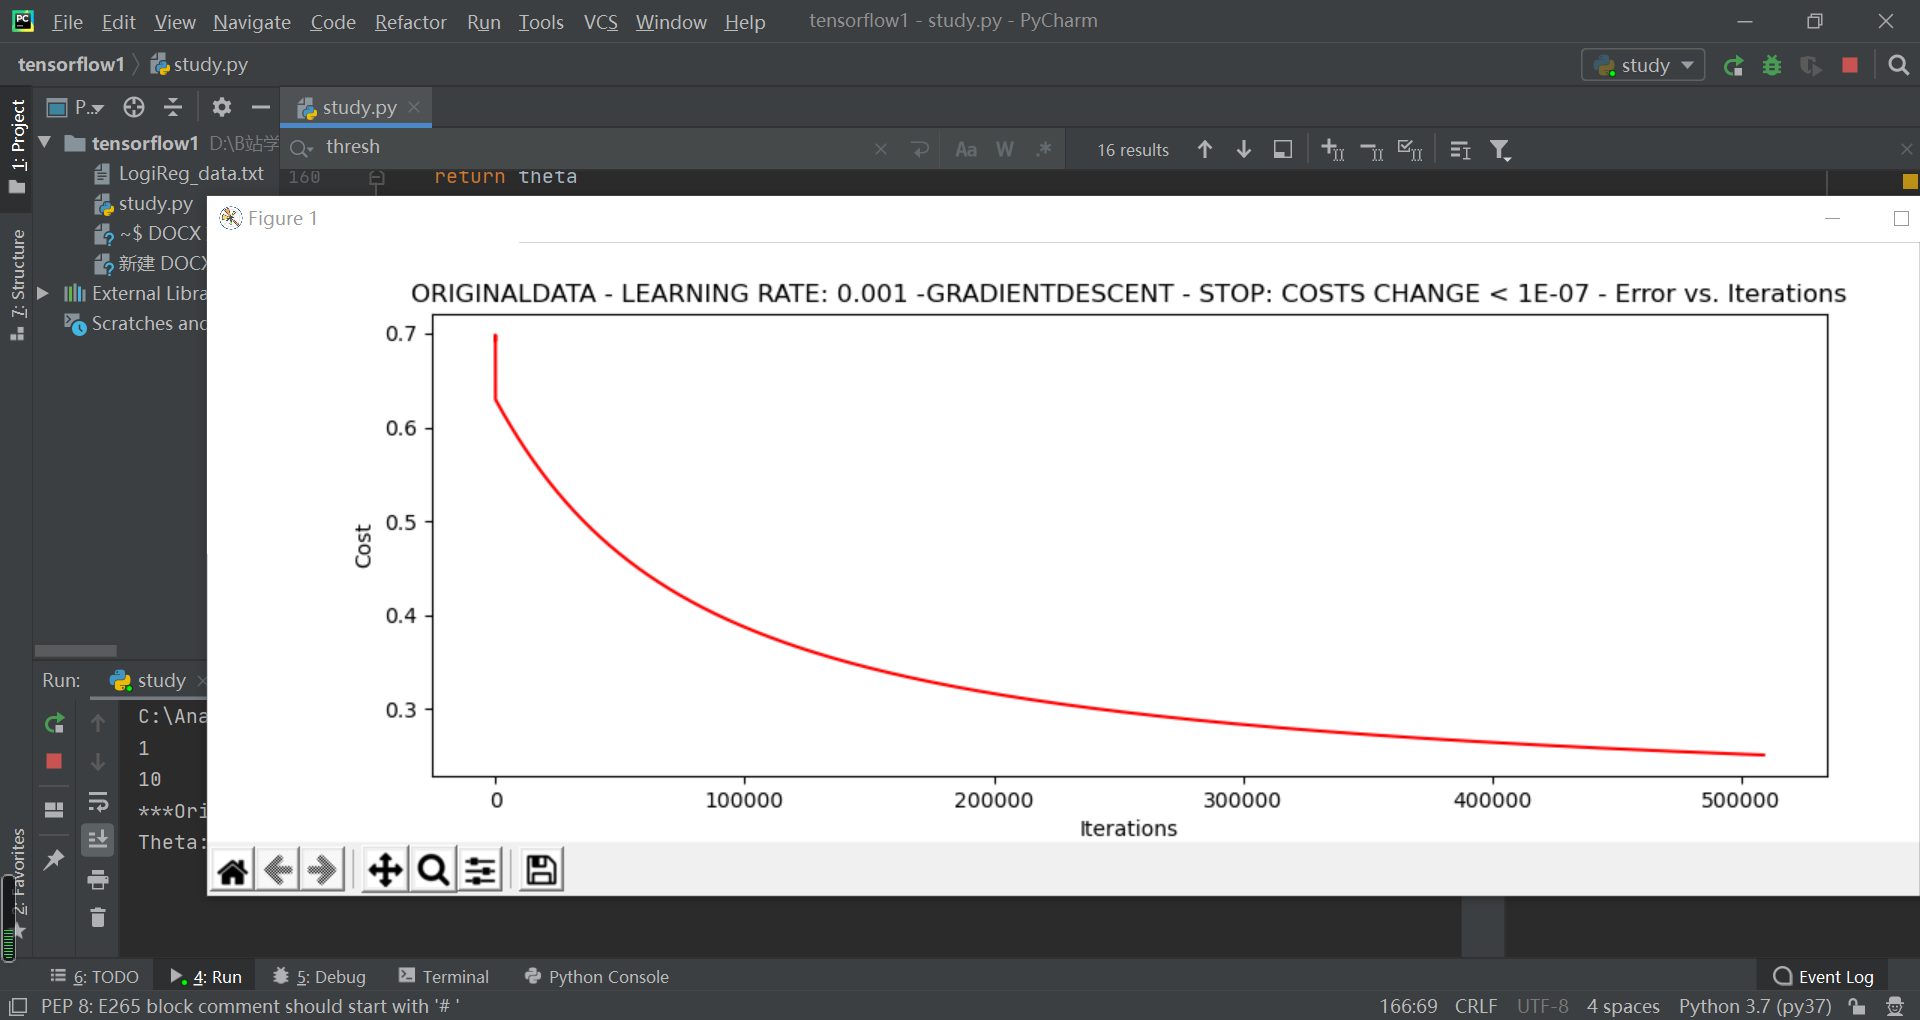 File Edit View Navigate Code Refactor Run Tools VCS Window Help tensorflow1 - study.py - PyCharm
tensorflow1 study.py study
1: Project
P.. study.py
tensorflow1 D:\B站学
thresh Aa W .* 16 results
LogiReg_data.txt
160 return theta
study.py
~$ DOCX
新建 DOCX
External Libra
Scratches and
7: Structure
Figure 1
ORIGINALDATA - LEARNING RATE: 0.001 -GRADIENTDESCENT - STOP: COSTS CHANGE < 1E-07 - Error vs. Iterations
0.7
0.6
0.5
0.4
0.3
Cost
0 100000 200000 300000 400000 500000
Iterations
Run: study
C:\Ana
1
10
***Ori
Theta:
2: Favorites
6: TODO 4: Run 5: Debug Terminal Python Console Event Log
PEP 8: E265 block comment should start with '# ' 166:69 CRLF UTF-8 4 spaces Python 3.7 (py37)